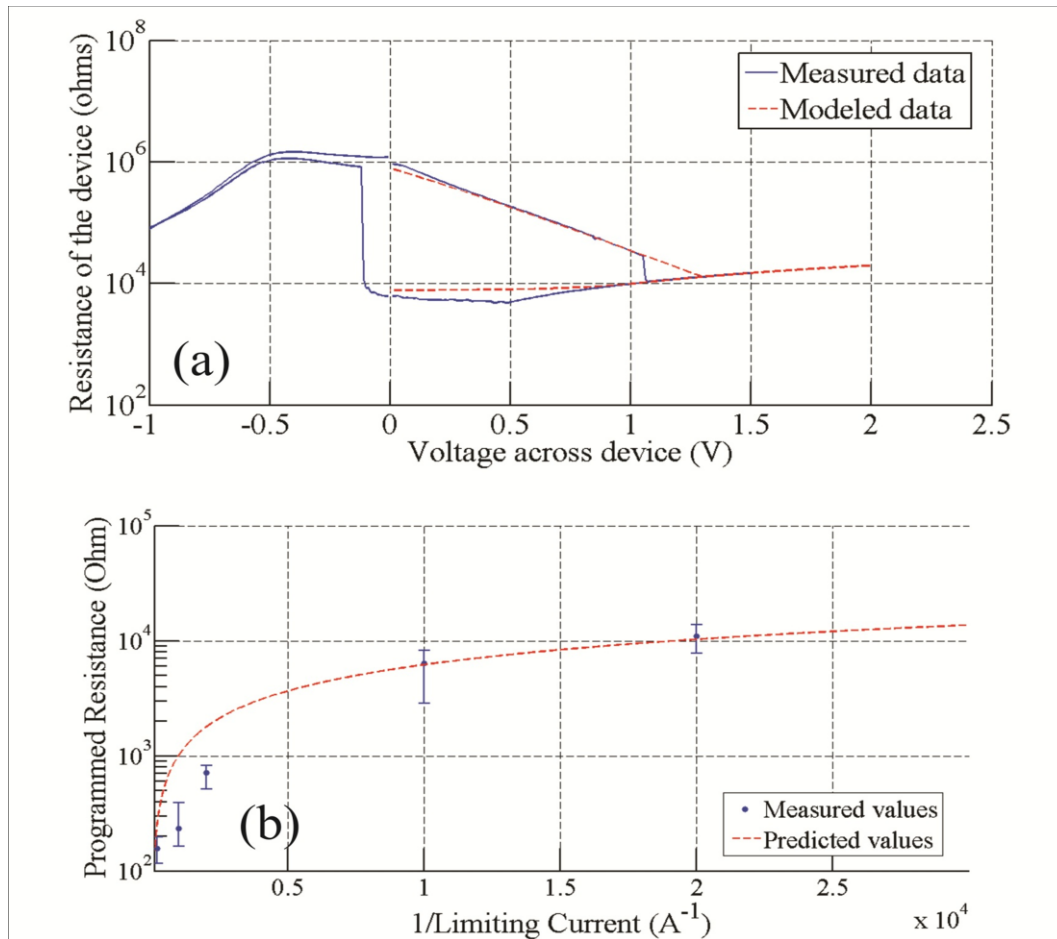 10^8
10^6
10^4
10^2
Resistance of the device (ohms)
Measured data
Modeled data
(a)
-1 -0.5 0 0.5 1 1.5 2 2.5
Voltage across device (V)
10^5
10^4
10^3
10^2
Programmed Resistance (Ohm)
(b)
Measured values
Predicted values
0.5 1 1.5 2 2.5
1/Limiting Current (A^-1)
x 10^4